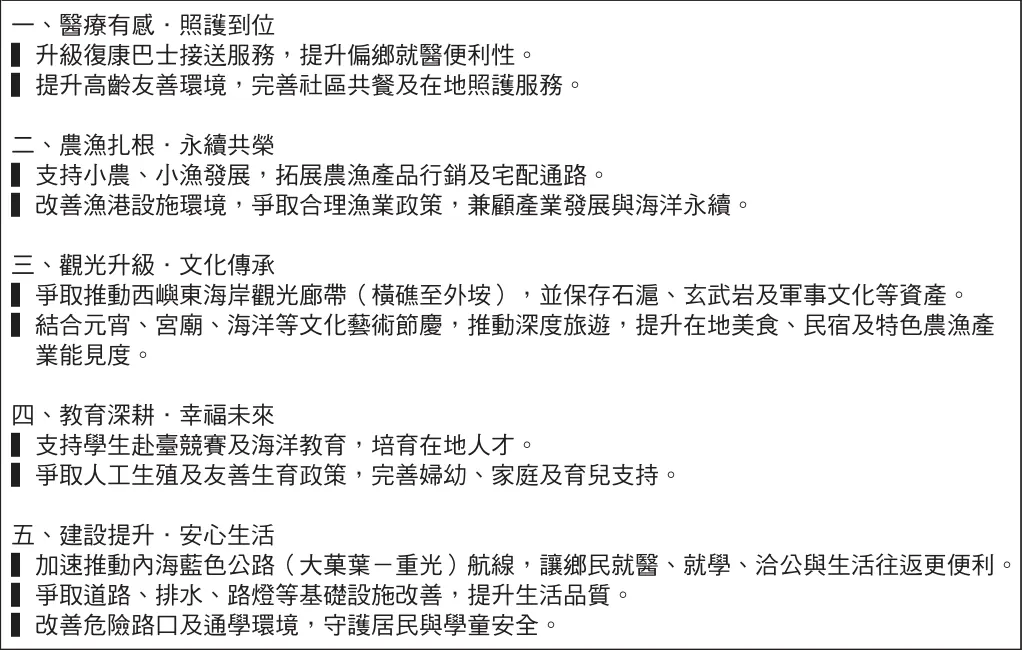 一、醫療有感．照護到位
▌升級復康巴士接送服務，提升偏鄉就醫便利性。
▌提升高齡友善環境，完善社區共餐及在地照護服務。
二、農漁扎根．永續共榮
▌支持小農、小漁發展，拓展農漁產品行銷及宅配通路。
▌改善漁港設施環境，爭取合理漁業政策，兼顧產業發展與海洋永續。
三、觀光升級．文化傳承
▌爭取推動西嶼東海岸觀光廊帶（橫礁至外垵），並保存石滬、玄武岩及軍事文化等資產。
▌結合元宵、宮廟、海洋等文化藝術節慶，推動深度旅遊，提升在地美食、民宿及特色農漁產
業能見度。
四、教育深耕．幸福未來
▌支持學生赴臺競賽及海洋教育，培育在地人才。
▌爭取人工生殖及友善生育政策，完善婦幼、家庭及育兒支持。
五、建設提升．安心生活
▌加速推動內海藍色公路（大菓葉－重光）航線，讓鄉民就醫、就學、洽公與生活往返更便利。
▌爭取道路、排水、路燈等基礎設施改善，提升生活品質。
▌改善危險路口及通學環境，守護居民與學童安全。